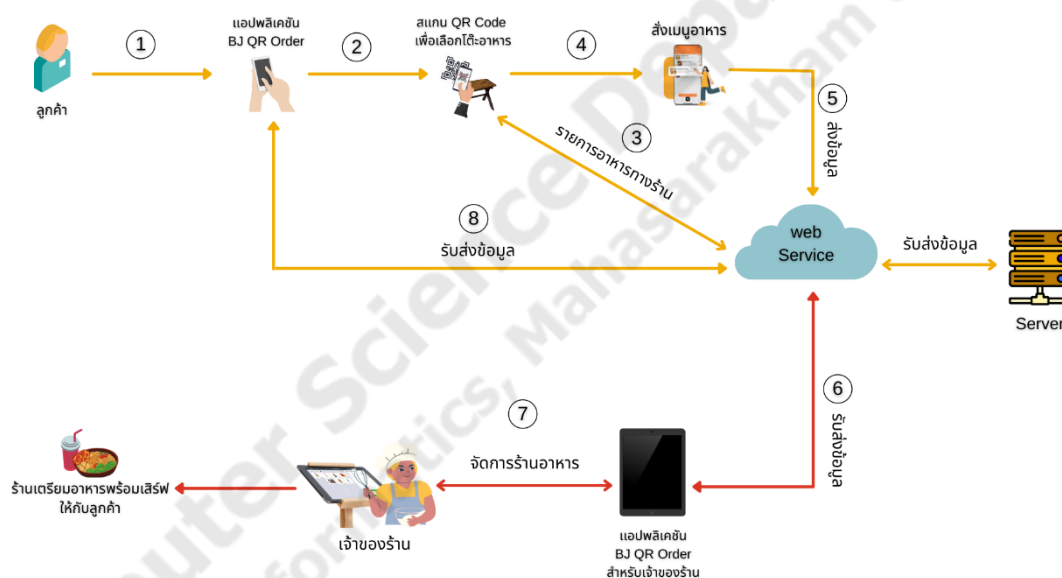 แอปพลิเคชัน
BJ QR Order
สแกน QR Code
เพื่อเลือกโต๊ะอาหาร
สั่งเมนูอาหาร
1
2
4
ลูกค้า
5
ส่งข้อมูล
3
รายการอาหารทางร้าน
8
รับส่งข้อมูล
web
Service
รับส่งข้อมูล
Server
6
รับส่งข้อมูล
7
จัดการร้านอาหาร
ร้านเตรียมอาหารพร้อมเสิร์ฟ
ให้กับลูกค้า
เจ้าของร้าน
แอปพลิเคชัน
BJ QR Order
สำหรับเจ้าของร้าน
uter Science Depa
formatics, Mahasarakham